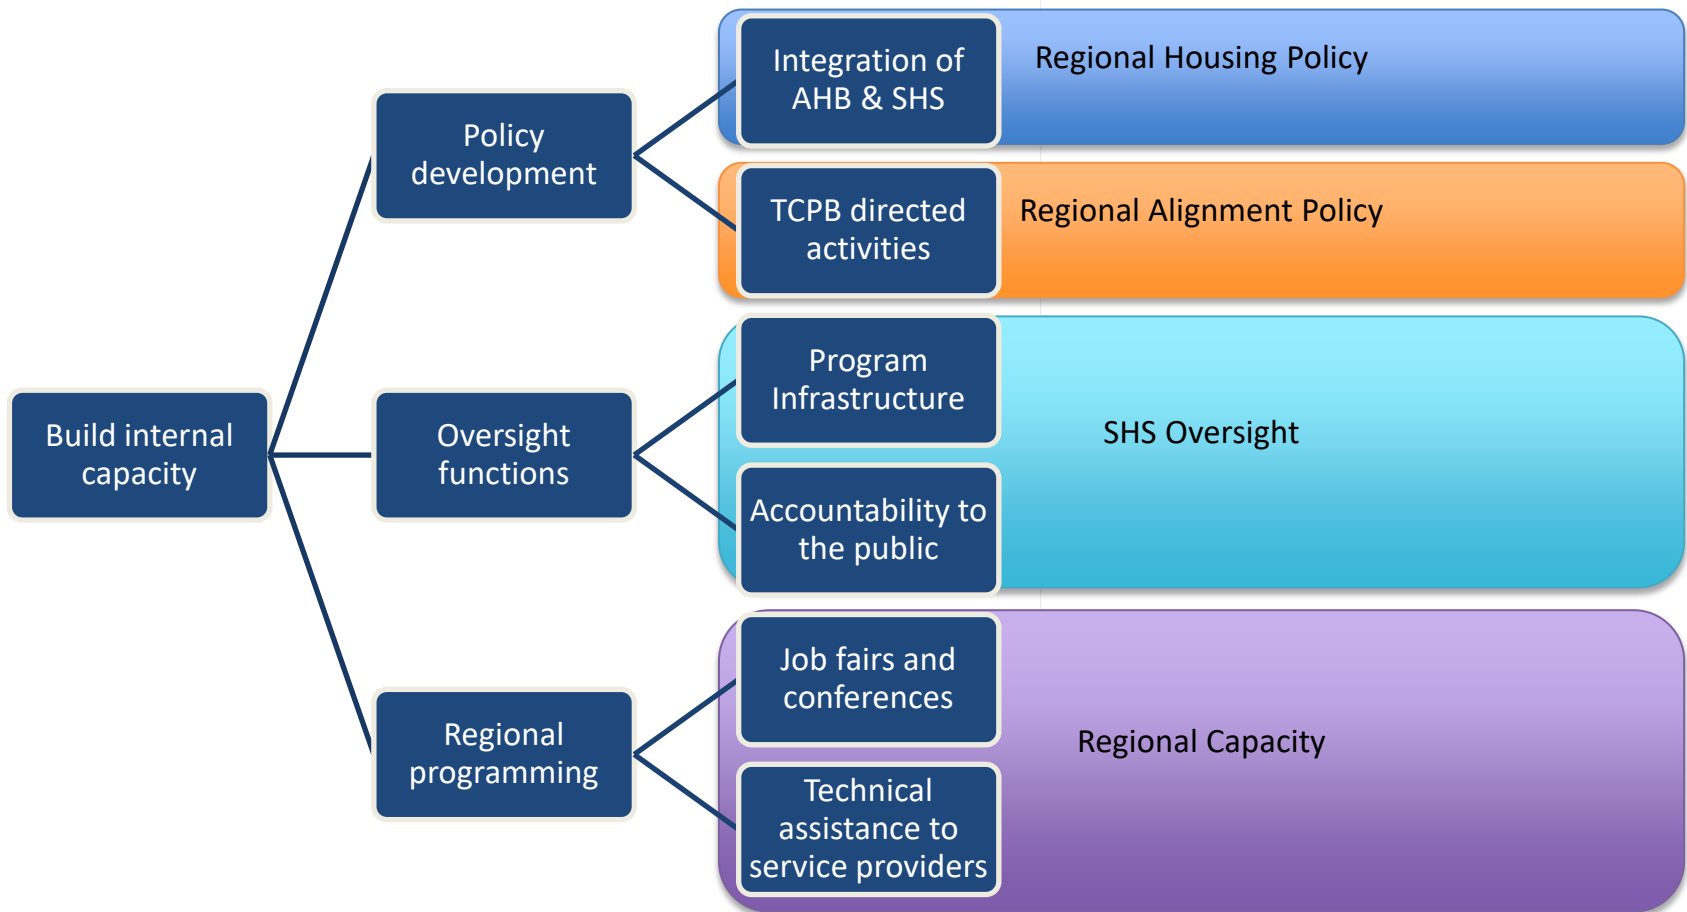 Build internal
capacity
Policy
development
Oversight
functions
Regional
programming
Integration of
AHB & SHS
Regional Housing Policy
TCPB directed
activities
Regional Alignment Policy
Program
Infrastructure
Accountability to
the public
SHS Oversight
Job fairs and
conferences
Technical
assistance to
service providers
Regional Capacity